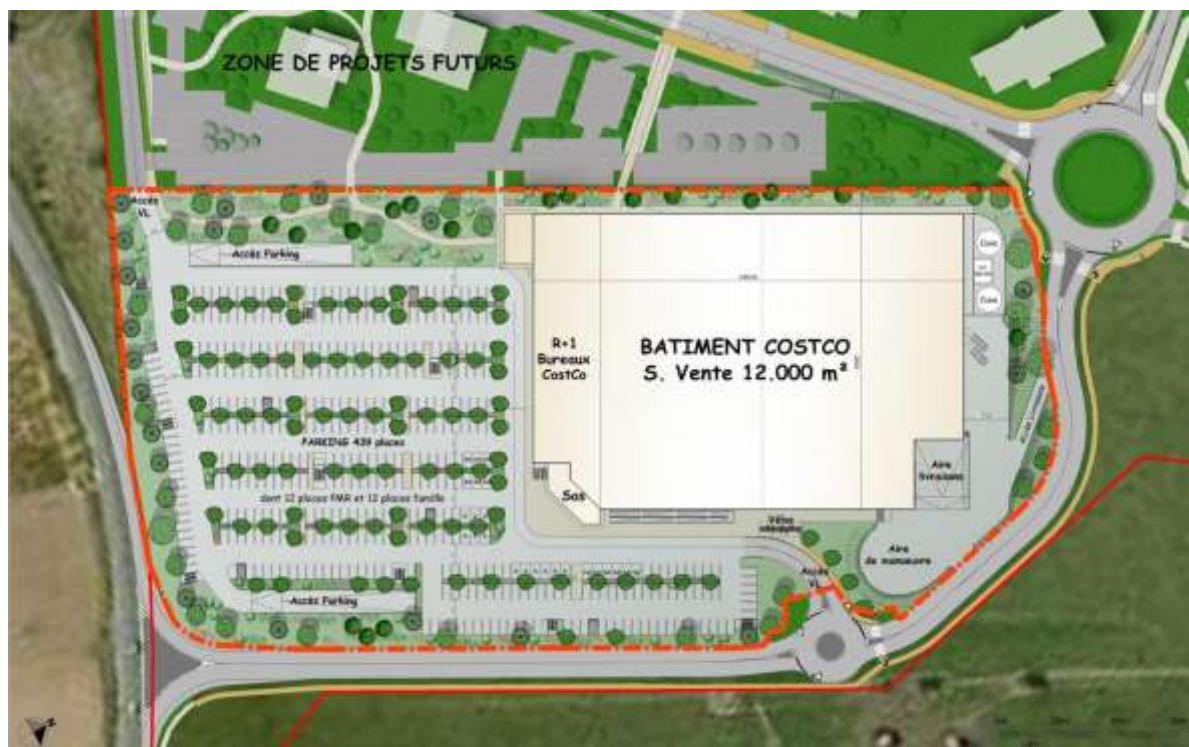 ZONE DE PROJETS FUTURS
Accès
VL
Accès Parking
Cuve
Cuve
R+1
Bureaux
CostCo
BATIMENT COSTCO
S. Vente 12.000 m²
PARKING 439 places
dont 12 places PMR et 12 places famille
Sas
Aire
livraisons
Aire
de manoeuvre
Accès
VL
Accès Parking
N